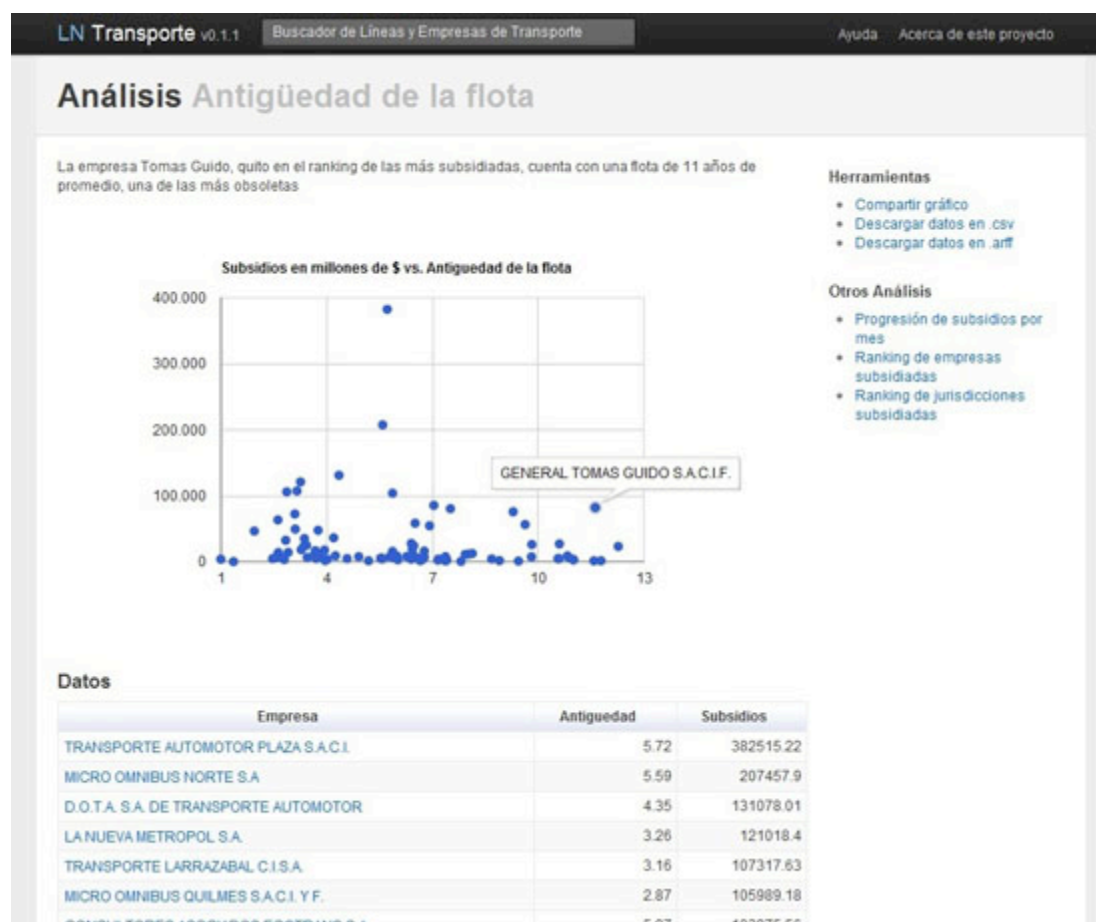 LN Transporte v0.1.1
Buscador de Líneas y Empresas de Transporte
Ayuda Acerca de este proyecto
Análisis Antigüedad de la flota
La empresa Tomas Guido, quito en el ranking de las más subsidiadas, cuenta con una flota de 11 años de
promedio, una de las más obsoletas
Herramientas
Compartir gráfico
Descargar datos en .csv
Descargar datos en .arff
Otros Análisis
Progresión de subsidios por
mes
Ranking de empresas
subsidiadas
Ranking de jurisdicciones
subsidiadas
Subsidios en millones de $ vs. Antiguedad de la flota
400.000
300.000
200.000
100.000
0
GENERAL TOMAS GUIDO S.A.C.I.F.
1 4 7 10 13
Datos
Empresa Antiguedad Subsidios
TRANSPORTE AUTOMOTOR PLAZA S.A.C.I. 5.72 382515.22
MICRO OMNIBUS NORTE S.A 5.59 207457.9
D.O.T.A. S.A. DE TRANSPORTE AUTOMOTOR 4.35 131078.01
LA NUEVA METROPOL S.A. 3.26 121018.4
TRANSPORTE LARRAZABAL C.I.S.A. 3.16 107317.63
MICRO OMNIBUS QUILMES S.A.C.I. Y F. 2.87 105989.18